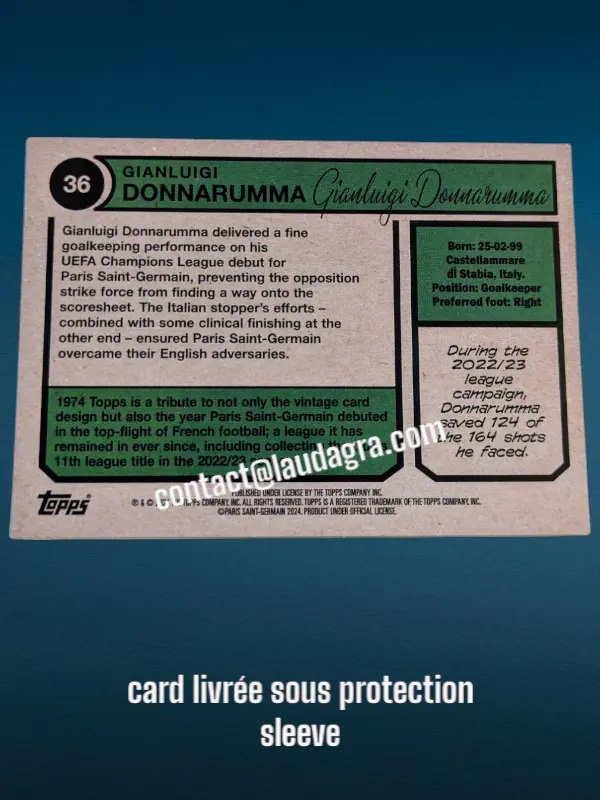 36
GIANLUIGI
DONNARUMMA Gianluigi Donnarumma
Gianluigi Donnarumma delivered a fine
goalkeeping performance on his
UEFA Champions League debut for
Paris Saint-Germain, preventing the opposition
strike force from finding a way onto the
scoresheet. The Italian stopper's efforts –
combined with some clinical finishing at the
other end – ensured Paris Saint-Germain
overcame their English adversaries.
1974 Topps is a tribute to not only the vintage card
design but also the year Paris Saint-Germain debuted
in the top-flight of French football; a league it has
remained in ever since, including
11th league title in the 2022/23
Born: 25-02-99
Castellammare
di Stabia, Italy.
Position: Goalkeeper
Preferred foot: Right
During the
2022/23
league
campaign,
Donnarumma
saved 124 of
the 164 shots
he faced.
contact@laudagra.com
topps
PUBLISHED UNDER LICENSE BY THE TOPPS COMPANY, INC.
® & © TOPPS COMPANY, INC. ALL RIGHTS RESERVED. TOPPS IS A REGISTERED TRADEMARK OF THE TOPPS COMPANY, INC.
©PARIS SAINT-GERMAIN 2024. PRODUCT UNDER OFFICIAL LICENSE.
card livrée sous protection
sleeve